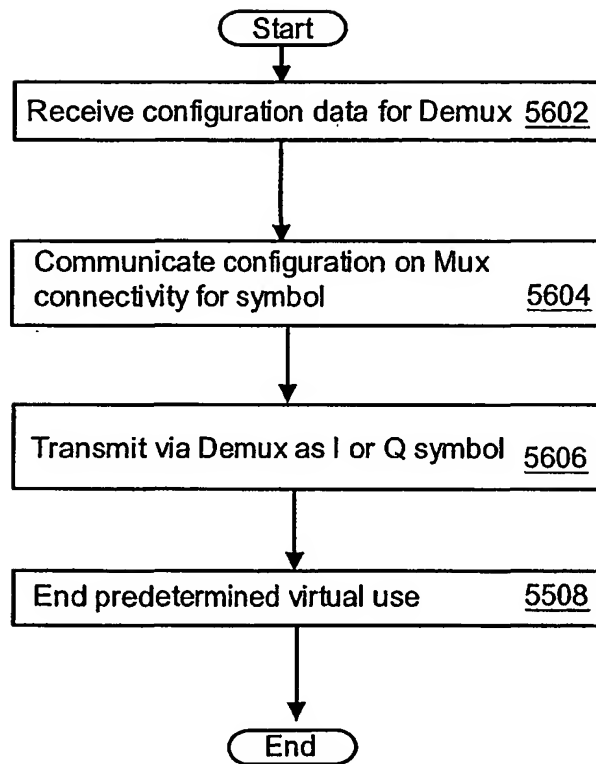 Start
Receive configuration data for Demux 5602
Communicate configuration on Mux
connectivity for symbol 5604
Transmit via Demux as I or Q symbol 5606
End predetermined virtual use 5508
End